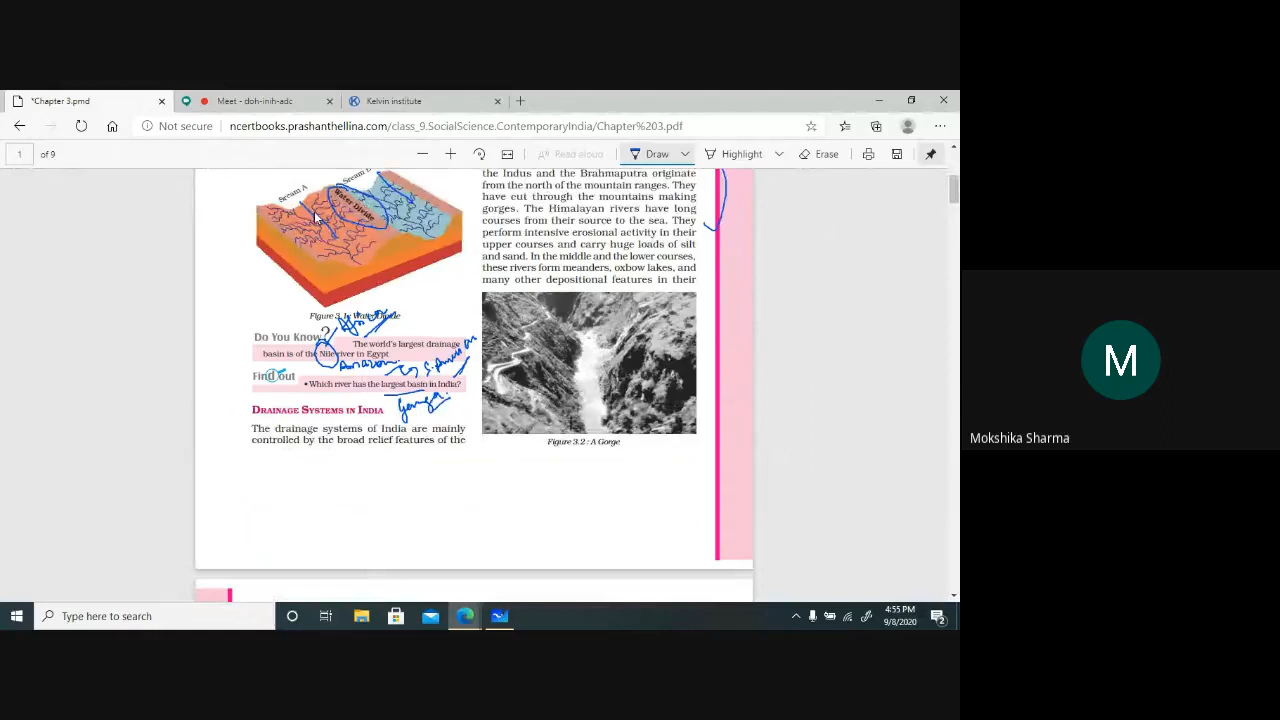 *Chapter 3.pmd
Meet - doh-inih-adc
Kelvin institute
Not secure
ncertbooks.prashanthellina.com/class_9.SocialScience.ContemporaryIndia/Chapter%203.pdf
1 of 9
Read aloud
Draw
Highlight
Erase
Sream A
Water Divide
Figure 3.1: Water Divide
Africa
Do You Know?
The world's largest drainage
basin is of the Nile river in Egypt
Amazon
S.American
Find out
• Which river has the largest basin in India?
Ganga
DRAINAGE SYSTEMS IN INDIA
The drainage systems of India are mainly
controlled by the broad relief features of the
the Indus and the Brahmaputra originate
from the north of the mountain ranges. They
have cut through the mountains making
gorges. The Himalayan rivers have long
courses from their source to the sea. They
perform intensive erosional activity in their
upper courses and carry huge loads of silt
and sand. In the middle and the lower courses,
these rivers form meanders, oxbow lakes, and
many other depositional features in their
Figure 3.2 : A Gorge
M
Mokshika Sharma
Type here to search
4:55 PM
9/8/2020
2